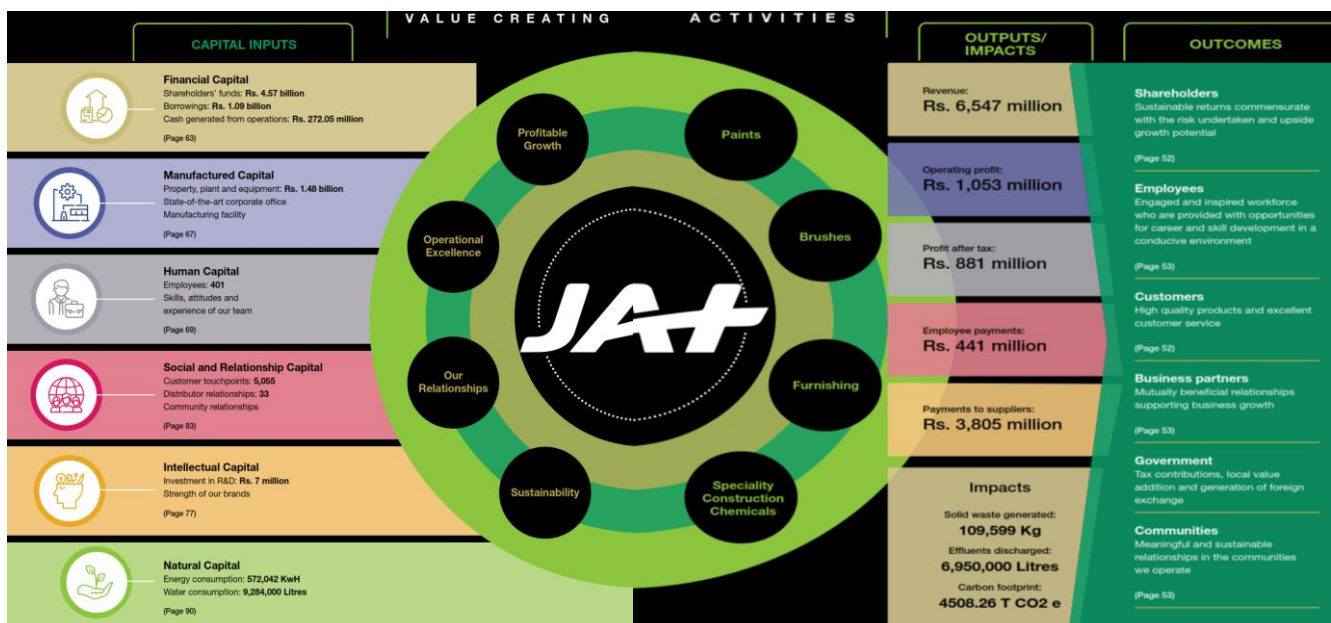 VALUE CREATING ACTIVITIES
CAPITAL INPUTS
Financial Capital
Shareholders' funds: Rs. 4.57 billion
Borrowings: Rs. 1.09 billion
Cash generated from operations: Rs. 272.05 million
(Page 63)
Manufactured Capital
Property, plant and equipment: Rs. 1.48 billion
State-of-the-art corporate office
Manufacturing facility
(Page 67)
Human Capital
Employees: 401
Skills, attitudes and
experience of our team
(Page 69)
Social and Relationship Capital
Customer touchpoints: 5,055
Distributor relationships: 33
Community relationships
(Page 83)
Intellectual Capital
Investment in R&D: Rs. 7 million
Strength of our brands
(Page 77)
Natural Capital
Energy consumption: 572,042 KwH
Water consumption: 9,284,000 Litres
(Page 90)
Profitable
Growth
Operational
Excellence
Our
Relationships
Sustainability
JAT
Paints
Brushes
Furnishing
Speciality
Construction
Chemicals
OUTPUTS/
IMPACTS
Revenue:
Rs. 6,547 million
Operating profit:
Rs. 1,053 million
Profit after tax:
Rs. 881 million
Employee payments:
Rs. 441 million
Payments to suppliers:
Rs. 3,805 million
Impacts
Solid waste generated:
109,599 Kg
Effluents discharged:
6,950,000 Litres
Carbon footprint:
4508.26 T CO2 e
OUTCOMES
Shareholders
Sustainable returns commensurate
with the risk undertaken and upside
growth potential
(Page 52)
Employees
Engaged and inspired workforce
who are provided with opportunities
for career and skill development in a
conducive environment
(Page 53)
Customers
High quality products and excellent
customer service
(Page 52)
Business partners
Mutually beneficial relationships
supporting business growth
(Page 53)
Government
Tax contributions, local value
addition and generation of foreign
exchange
Communities
Meaningful and sustainable
relationships in the communities
we operate
(Page 53)